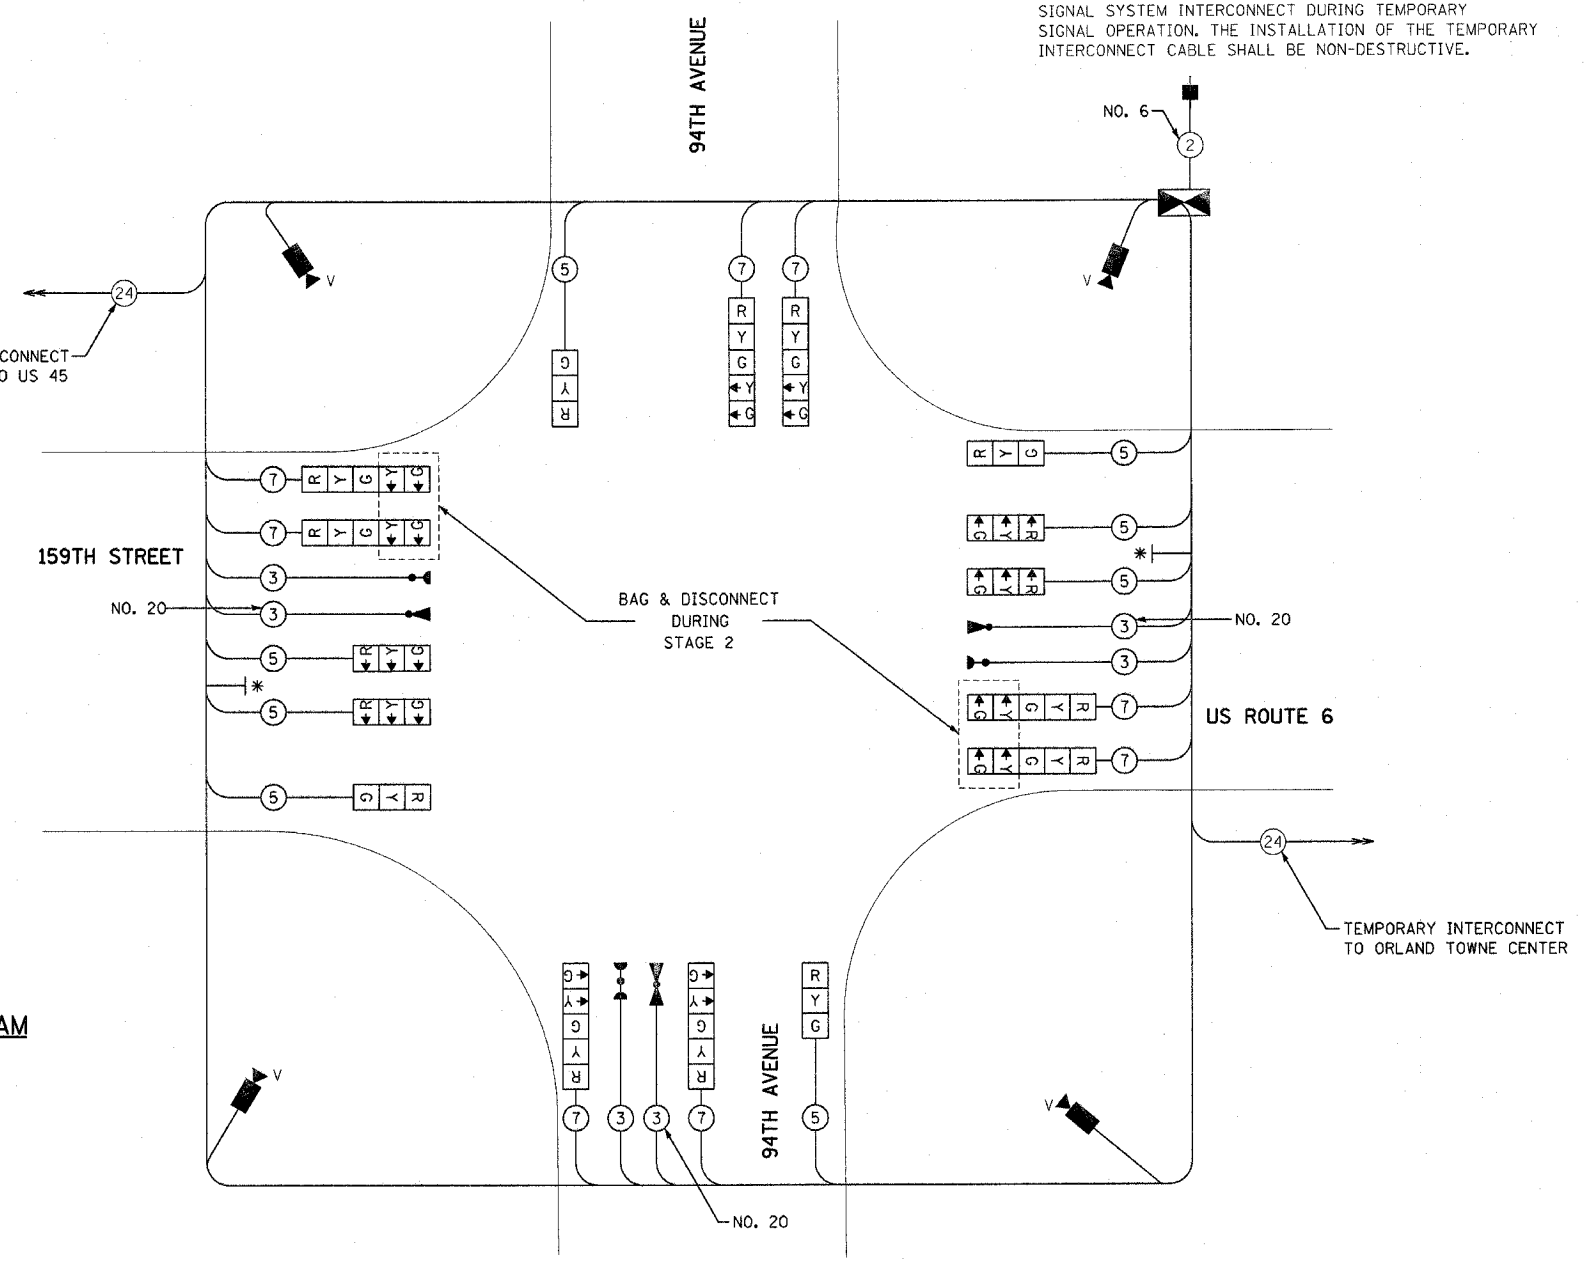 SIGNAL SYSTEM INTERCONNECT DURING TEMPORARY
SIGNAL OPERATION. THE INSTALLATION OF THE TEMPORARY
INTERCONNECT CABLE SHALL BE NON-DESTRUCTIVE.
94TH AVENUE
NO. 6
2
V
V
24
CONNECT
O US 45
5
G
Y
R
7
R
Y
G
Y
G
7
R
Y
G
Y
G
7 R Y G Y G
7 R Y G Y G
159TH STREET
3
NO. 20
3
5 R Y G
*
5 R Y G
5 G Y R
BAG & DISCONNECT
DURING
STAGE 2
R Y G 5
G Y R 5
*
G Y R 5
3
NO. 20
3
G Y G Y R 7
US ROUTE 6
G Y G Y R 7
24
TEMPORARY INTERCONNECT
TO ORLAND TOWNE CENTER
AM
V
G
Y
G
Y
R
7
3
3
G
Y
G
Y
R
7
94TH AVENUE
R
Y
G
5
V
NO. 20